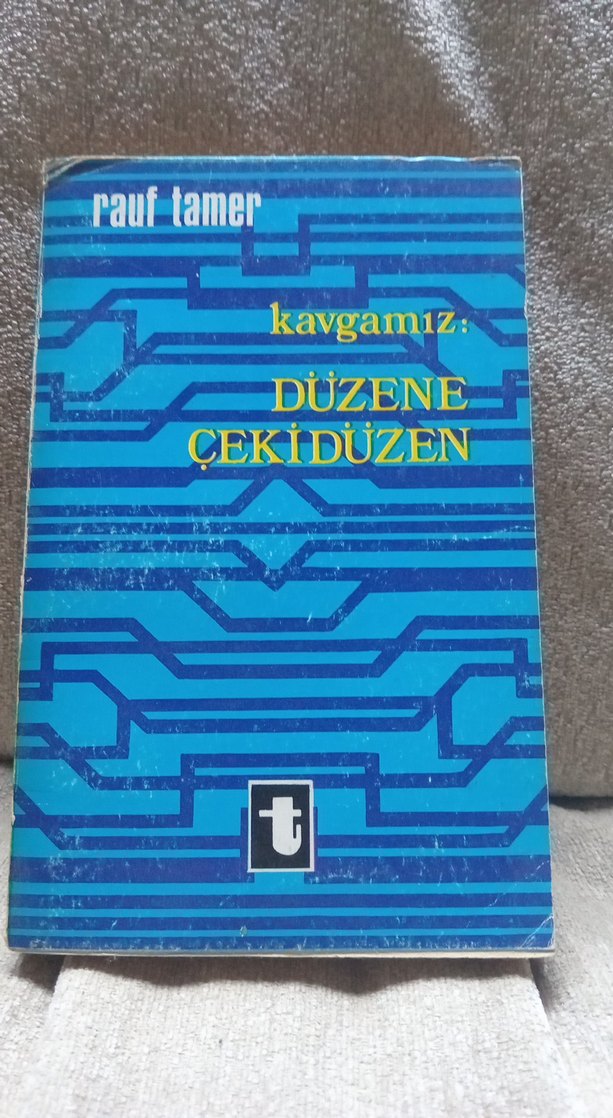 rauf tamer
kavgamız:
DÜZENE
ÇEKİDÜZEN
t